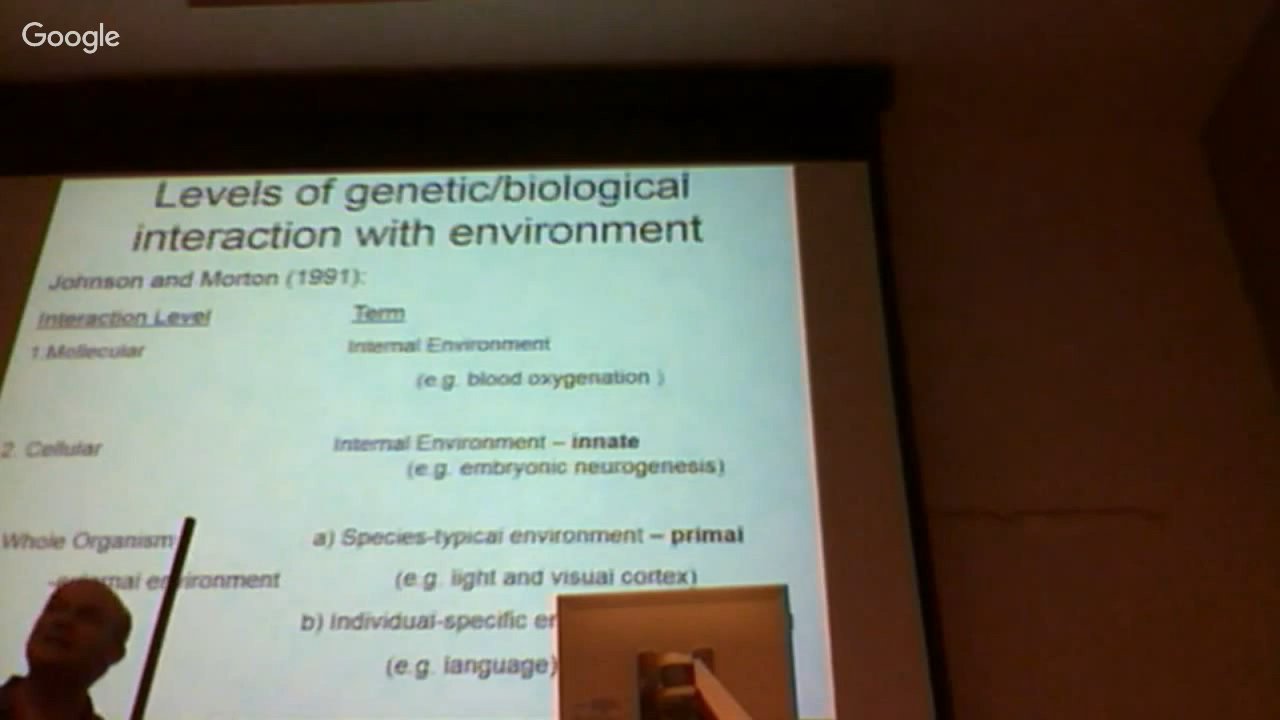 Google
Levels of genetic/biological
interaction with environment
Johnson and Morton (1991):
Interaction Level Term
1.Mollecular Internal Environment
(e.g. blood oxygenation )
2. Cellular Internal Environment – innate
(e.g. embryonic neurogenesis)
Whole Organism a) Species-typical environment – primal
environment (e.g. light and visual cortex)
b) Individual-specific
(e.g. language)